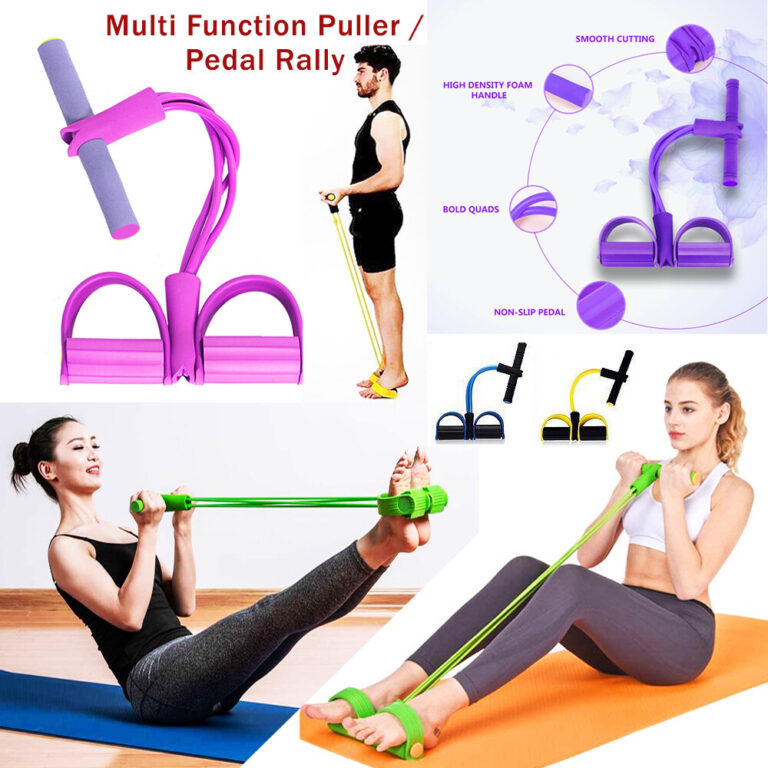 Multi Function Puller /
Pedal Rally
SMOOTH CUTTING
HIGH DENSITY FOAM
HANDLE
BOLD QUADS
NON-SLIP PEDAL